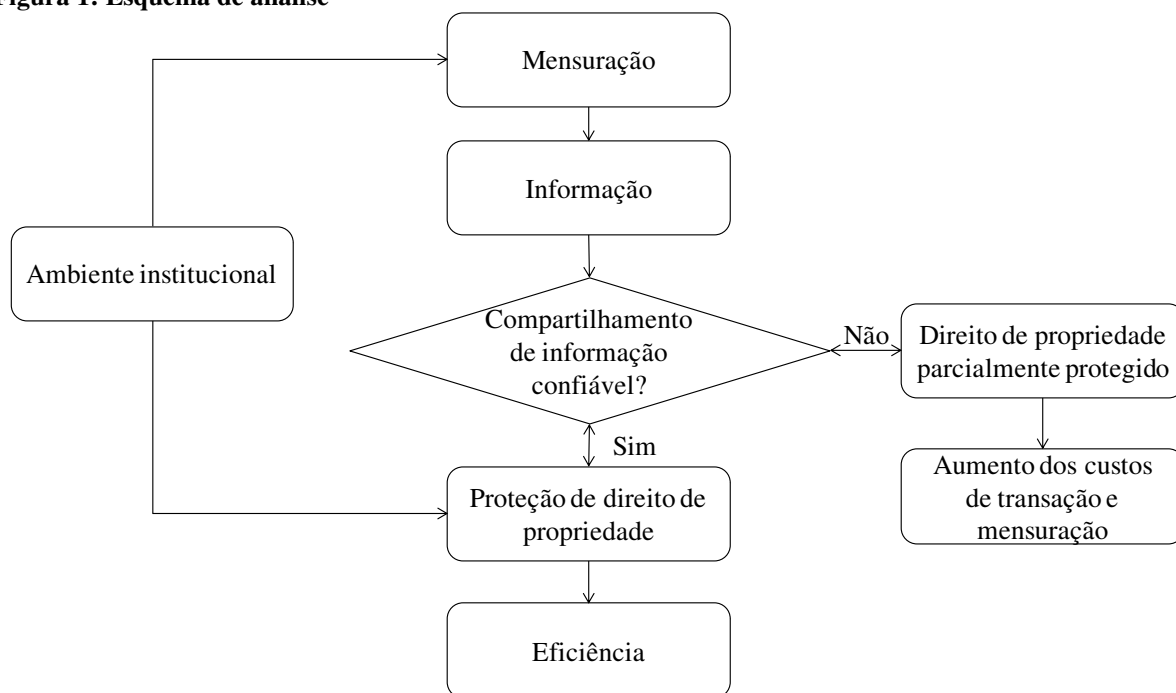 Figura 1: Esquema de análise
Mensuração
Informação
Ambiente institucional
Compartilhamento
de informação
confiável?
Não
Direito de propriedade
parcialmente protegido
Sim
Aumento dos custos
de transação e
mensuração
Proteção de direito de
propriedade
Eficiência